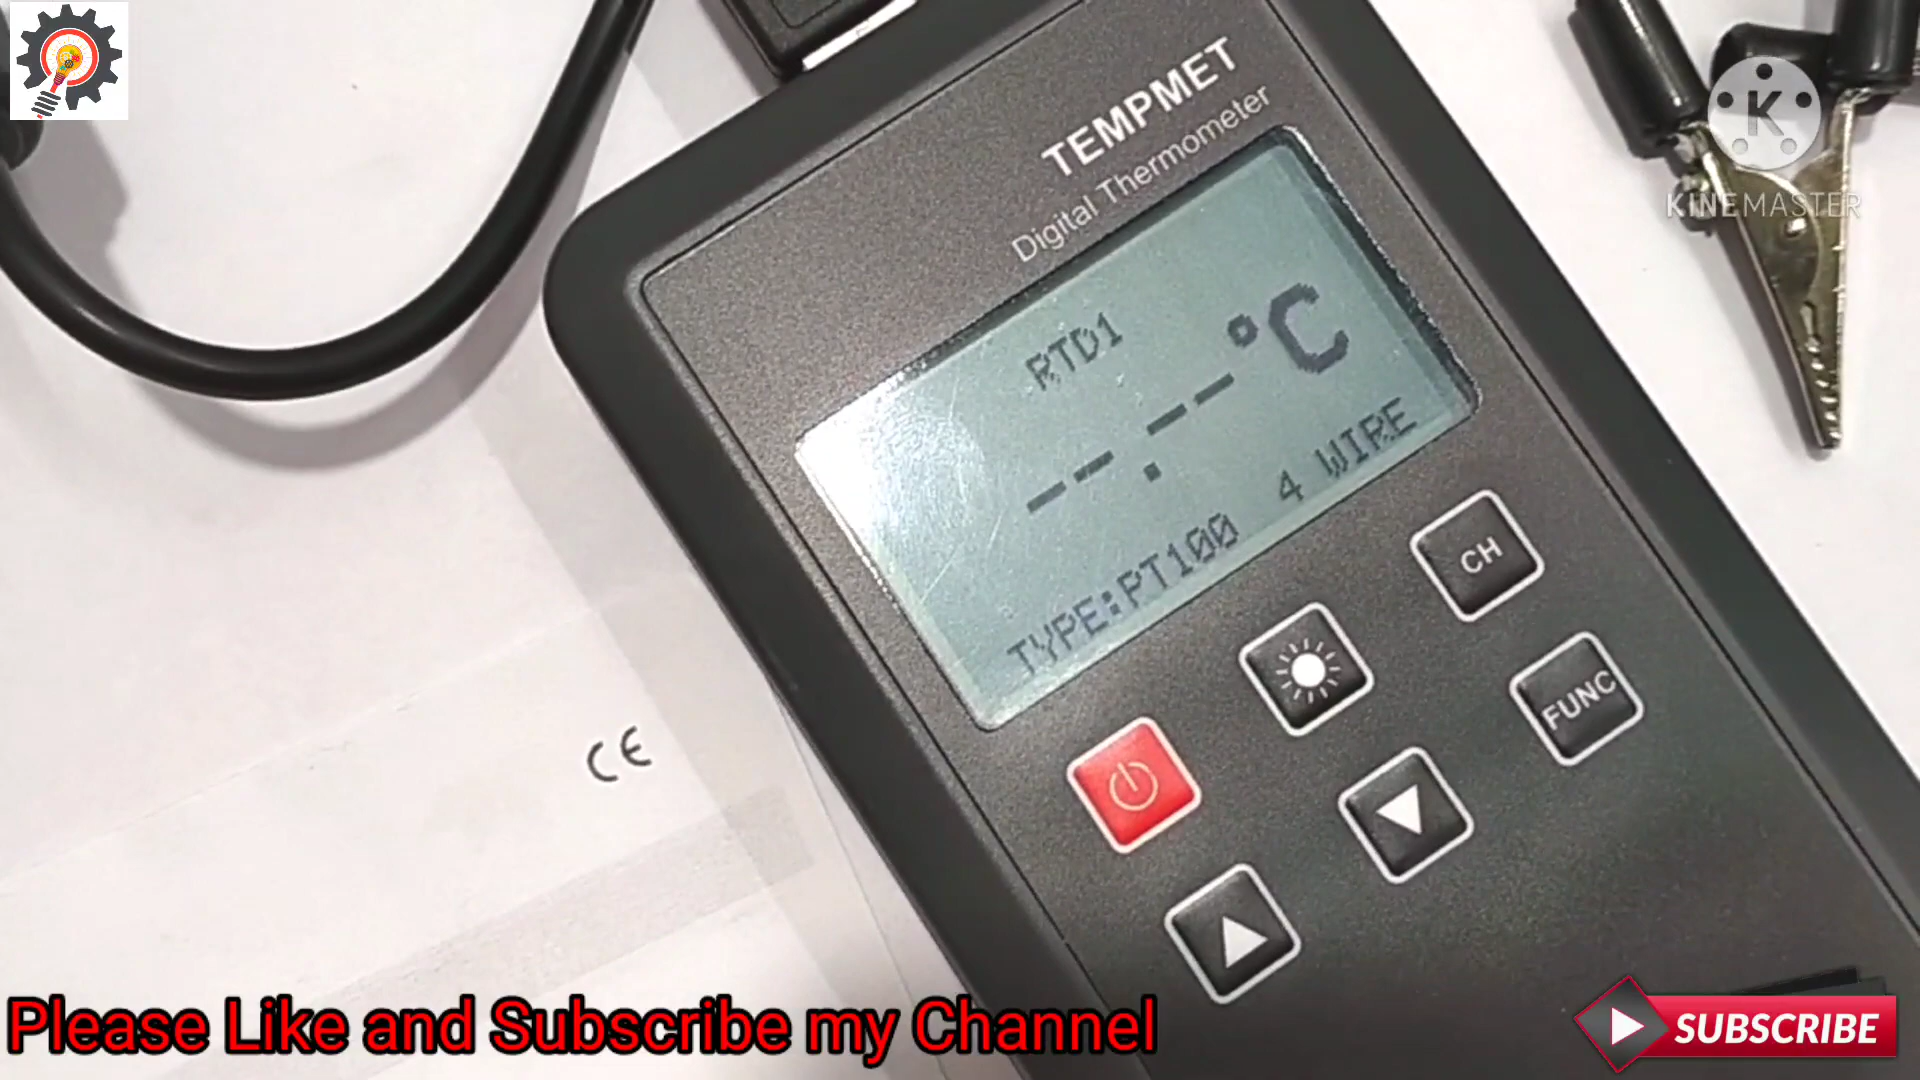 TEMPMET
Digital Thermometer
RTD1
--.--°C
TYPE:PT100 4 WIRE
CH
FUNC
CE
K
KINEMASTER
Please Like and Subscribe my Channel
SUBSCRIBE